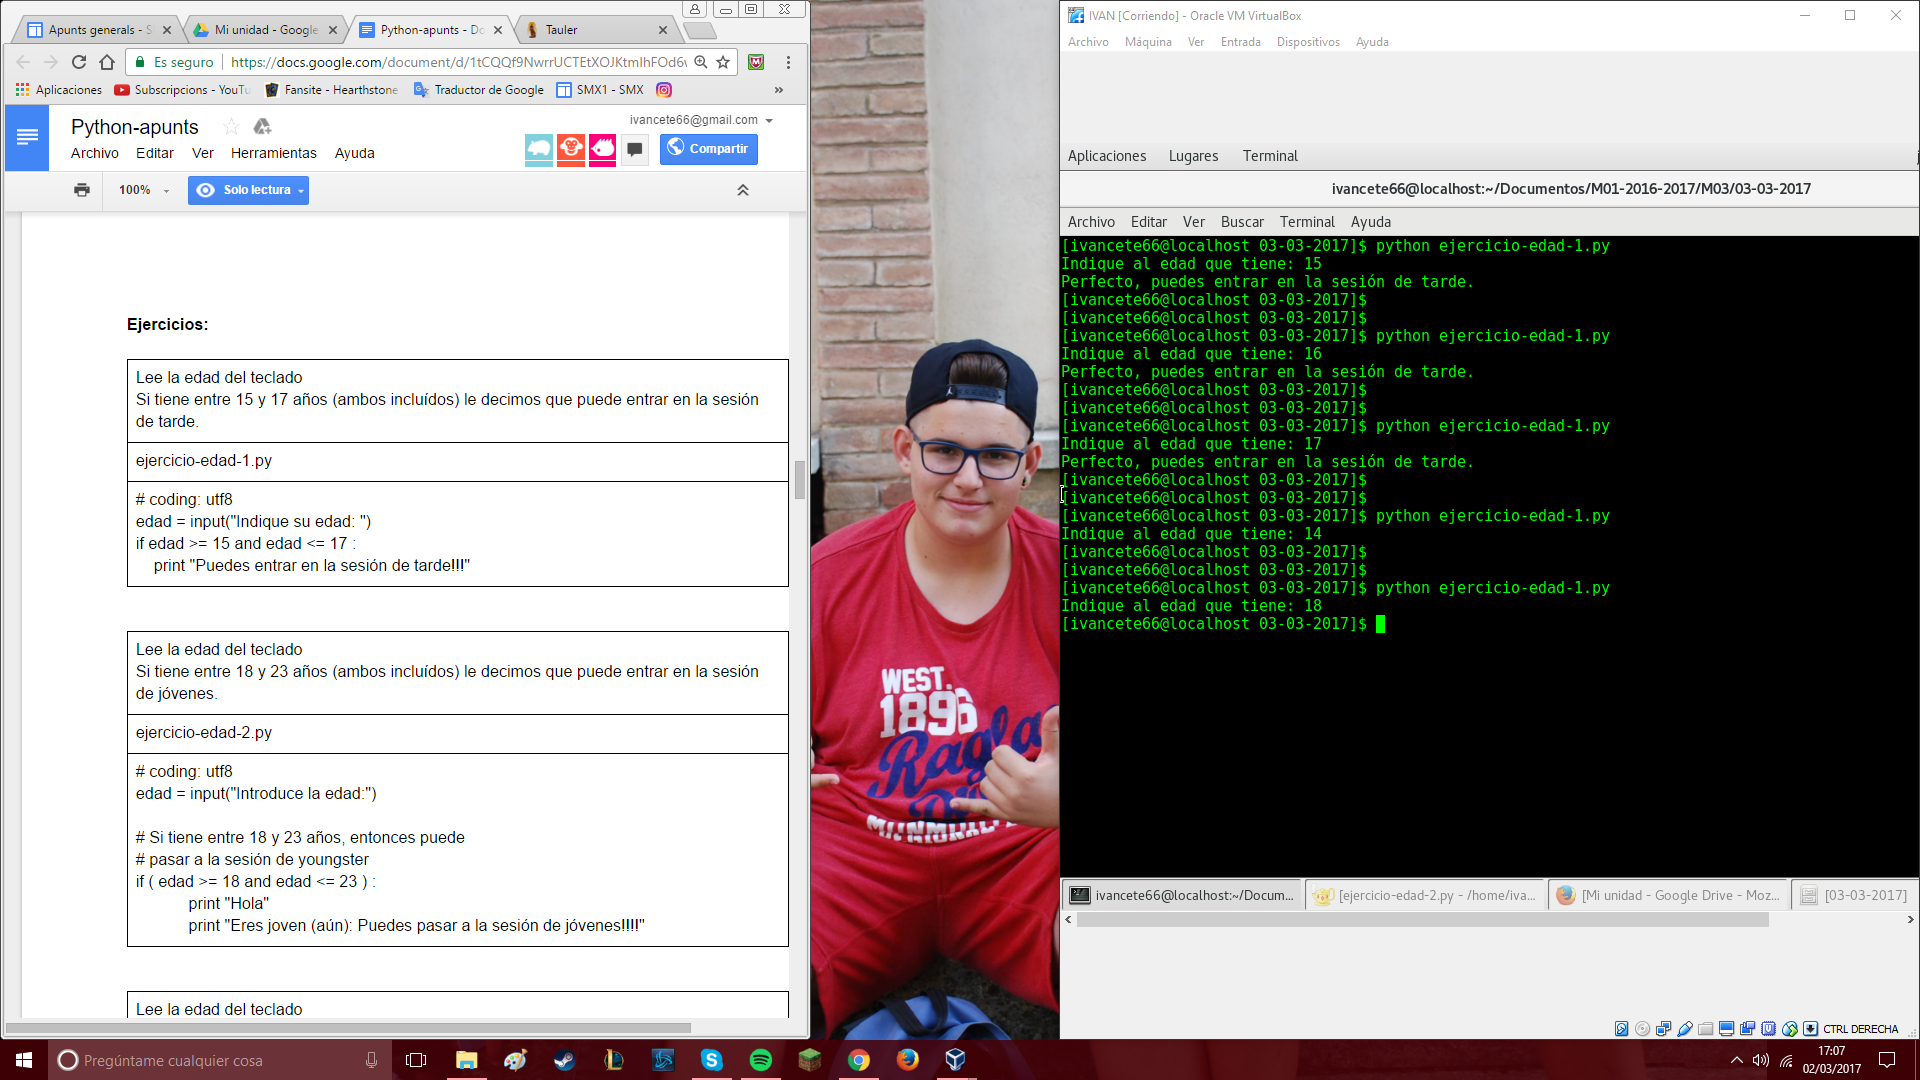 Apunts generals - S
Mi unidad - Google
Python-apunts - Do
Tauler
Es seguro
https://docs.google.com/document/d/1tCQQf9NwrrUCTEtXOJKtmIhFOd6
Aplicaciones
Subscripcions - YouTu
Fansite - Hearthstone
Traductor de Google
SMX1 - SMX
»
Python-apunts
ivancete66@gmail.com
Archivo Editar Ver Herramientas Ayuda
Compartir
100%
Solo lectura
Ejercicios:
Lee la edad del teclado
Si tiene entre 15 y 17 años (ambos incluídos) le decimos que puede entrar en la sesión
de tarde.
ejercicio-edad-1.py
# coding: utf8
edad = input("Indique su edad: ")
if edad >= 15 and edad <= 17 :
print "Puedes entrar en la sesión de tarde!!!"
Lee la edad del teclado
Si tiene entre 18 y 23 años (ambos incluídos) le decimos que puede entrar en la sesión
de jóvenes.
ejercicio-edad-2.py
# coding: utf8
edad = input("Introduce la edad:")
# Si tiene entre 18 y 23 años, entonces puede
# pasar a la sesión de youngster
if ( edad >= 18 and edad <= 23 ) :
print "Hola"
print "Eres joven (aún): Puedes pasar a la sesión de jóvenes!!!!"
Lee la edad del teclado
WEST.
1896
IVAN [Corriendo] - Oracle VM VirtualBox
Archivo Máquina Ver Entrada Dispositivos Ayuda
Aplicaciones Lugares Terminal
ivancete66@localhost:~/Documentos/M01-2016-2017/M03/03-03-2017
Archivo Editar Ver Buscar Terminal Ayuda
[ivancete66@localhost 03-03-2017]$ python ejercicio-edad-1.py
Indique al edad que tiene: 15
Perfecto, puedes entrar en la sesión de tarde.
[ivancete66@localhost 03-03-2017]$
[ivancete66@localhost 03-03-2017]$
[ivancete66@localhost 03-03-2017]$ python ejercicio-edad-1.py
Indique al edad que tiene: 16
Perfecto, puedes entrar en la sesión de tarde.
[ivancete66@localhost 03-03-2017]$
[ivancete66@localhost 03-03-2017]$
[ivancete66@localhost 03-03-2017]$ python ejercicio-edad-1.py
Indique al edad que tiene: 17
Perfecto, puedes entrar en la sesión de tarde.
[ivancete66@localhost 03-03-2017]$
[ivancete66@localhost 03-03-2017]$
[ivancete66@localhost 03-03-2017]$ python ejercicio-edad-1.py
Indique al edad que tiene: 14
[ivancete66@localhost 03-03-2017]$
[ivancete66@localhost 03-03-2017]$
[ivancete66@localhost 03-03-2017]$ python ejercicio-edad-1.py
Indique al edad que tiene: 18
[ivancete66@localhost 03-03-2017]$
ivancete66@localhost:~/Docum...
[ejercicio-edad-2.py - /home/iva...
[Mi unidad - Google Drive - Moz...
[03-03-2017]
CTRL DERECHA
Pregúntame cualquier cosa
17:07
02/03/2017